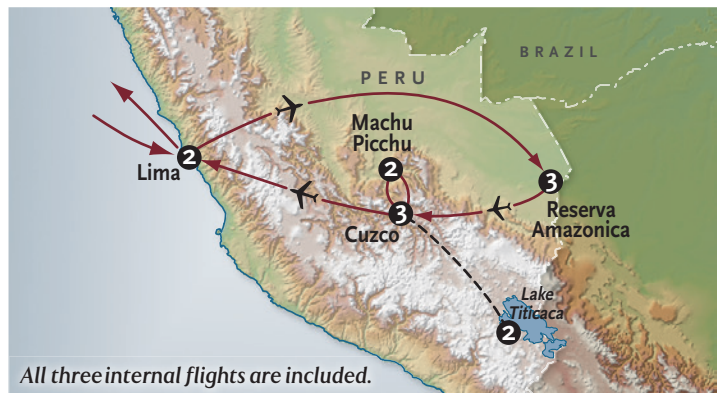 BRAZIL
PERU
Machu
Picchu
2
2
Lima
3
Reserva
Amazonica
3
Cuzco
Lake
Titicaca
2
All three internal flights are included.